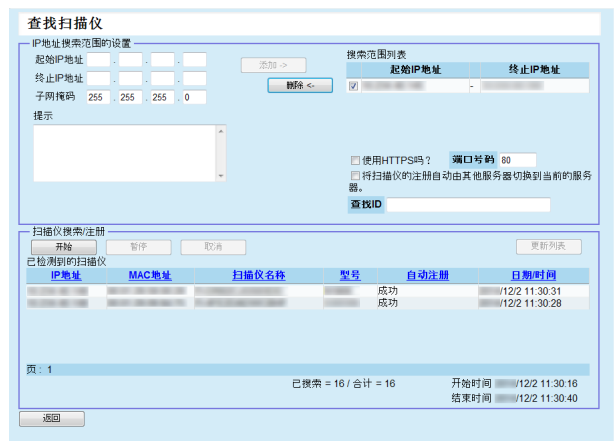 查找扫描仪
IP地址搜索范围的设置
起始IP地址 . . .
终止IP地址 . . .
子网掩码 255 . 255 . 255 . 0
提示
添加 ->
删除 <-
搜索范围列表
起始IP地址 终止IP地址
-
使用HTTPS吗？ 端口号码 80
将扫描仪的注册自动由其他服务器切换到当前的服务
器。
查找ID
扫描仪搜索/注册
开始 暂停 取消 更新列表
已检测到的扫描仪
IP地址 MAC地址 扫描仪名称 型号 自动注册 日期/时间
成功 /12/2 11:30:31
成功 /12/2 11:30:28
页： 1
已搜索 = 16 / 合计 = 16 开始时间 /12/2 11:30:16
结束时间 /12/2 11:30:40
返回